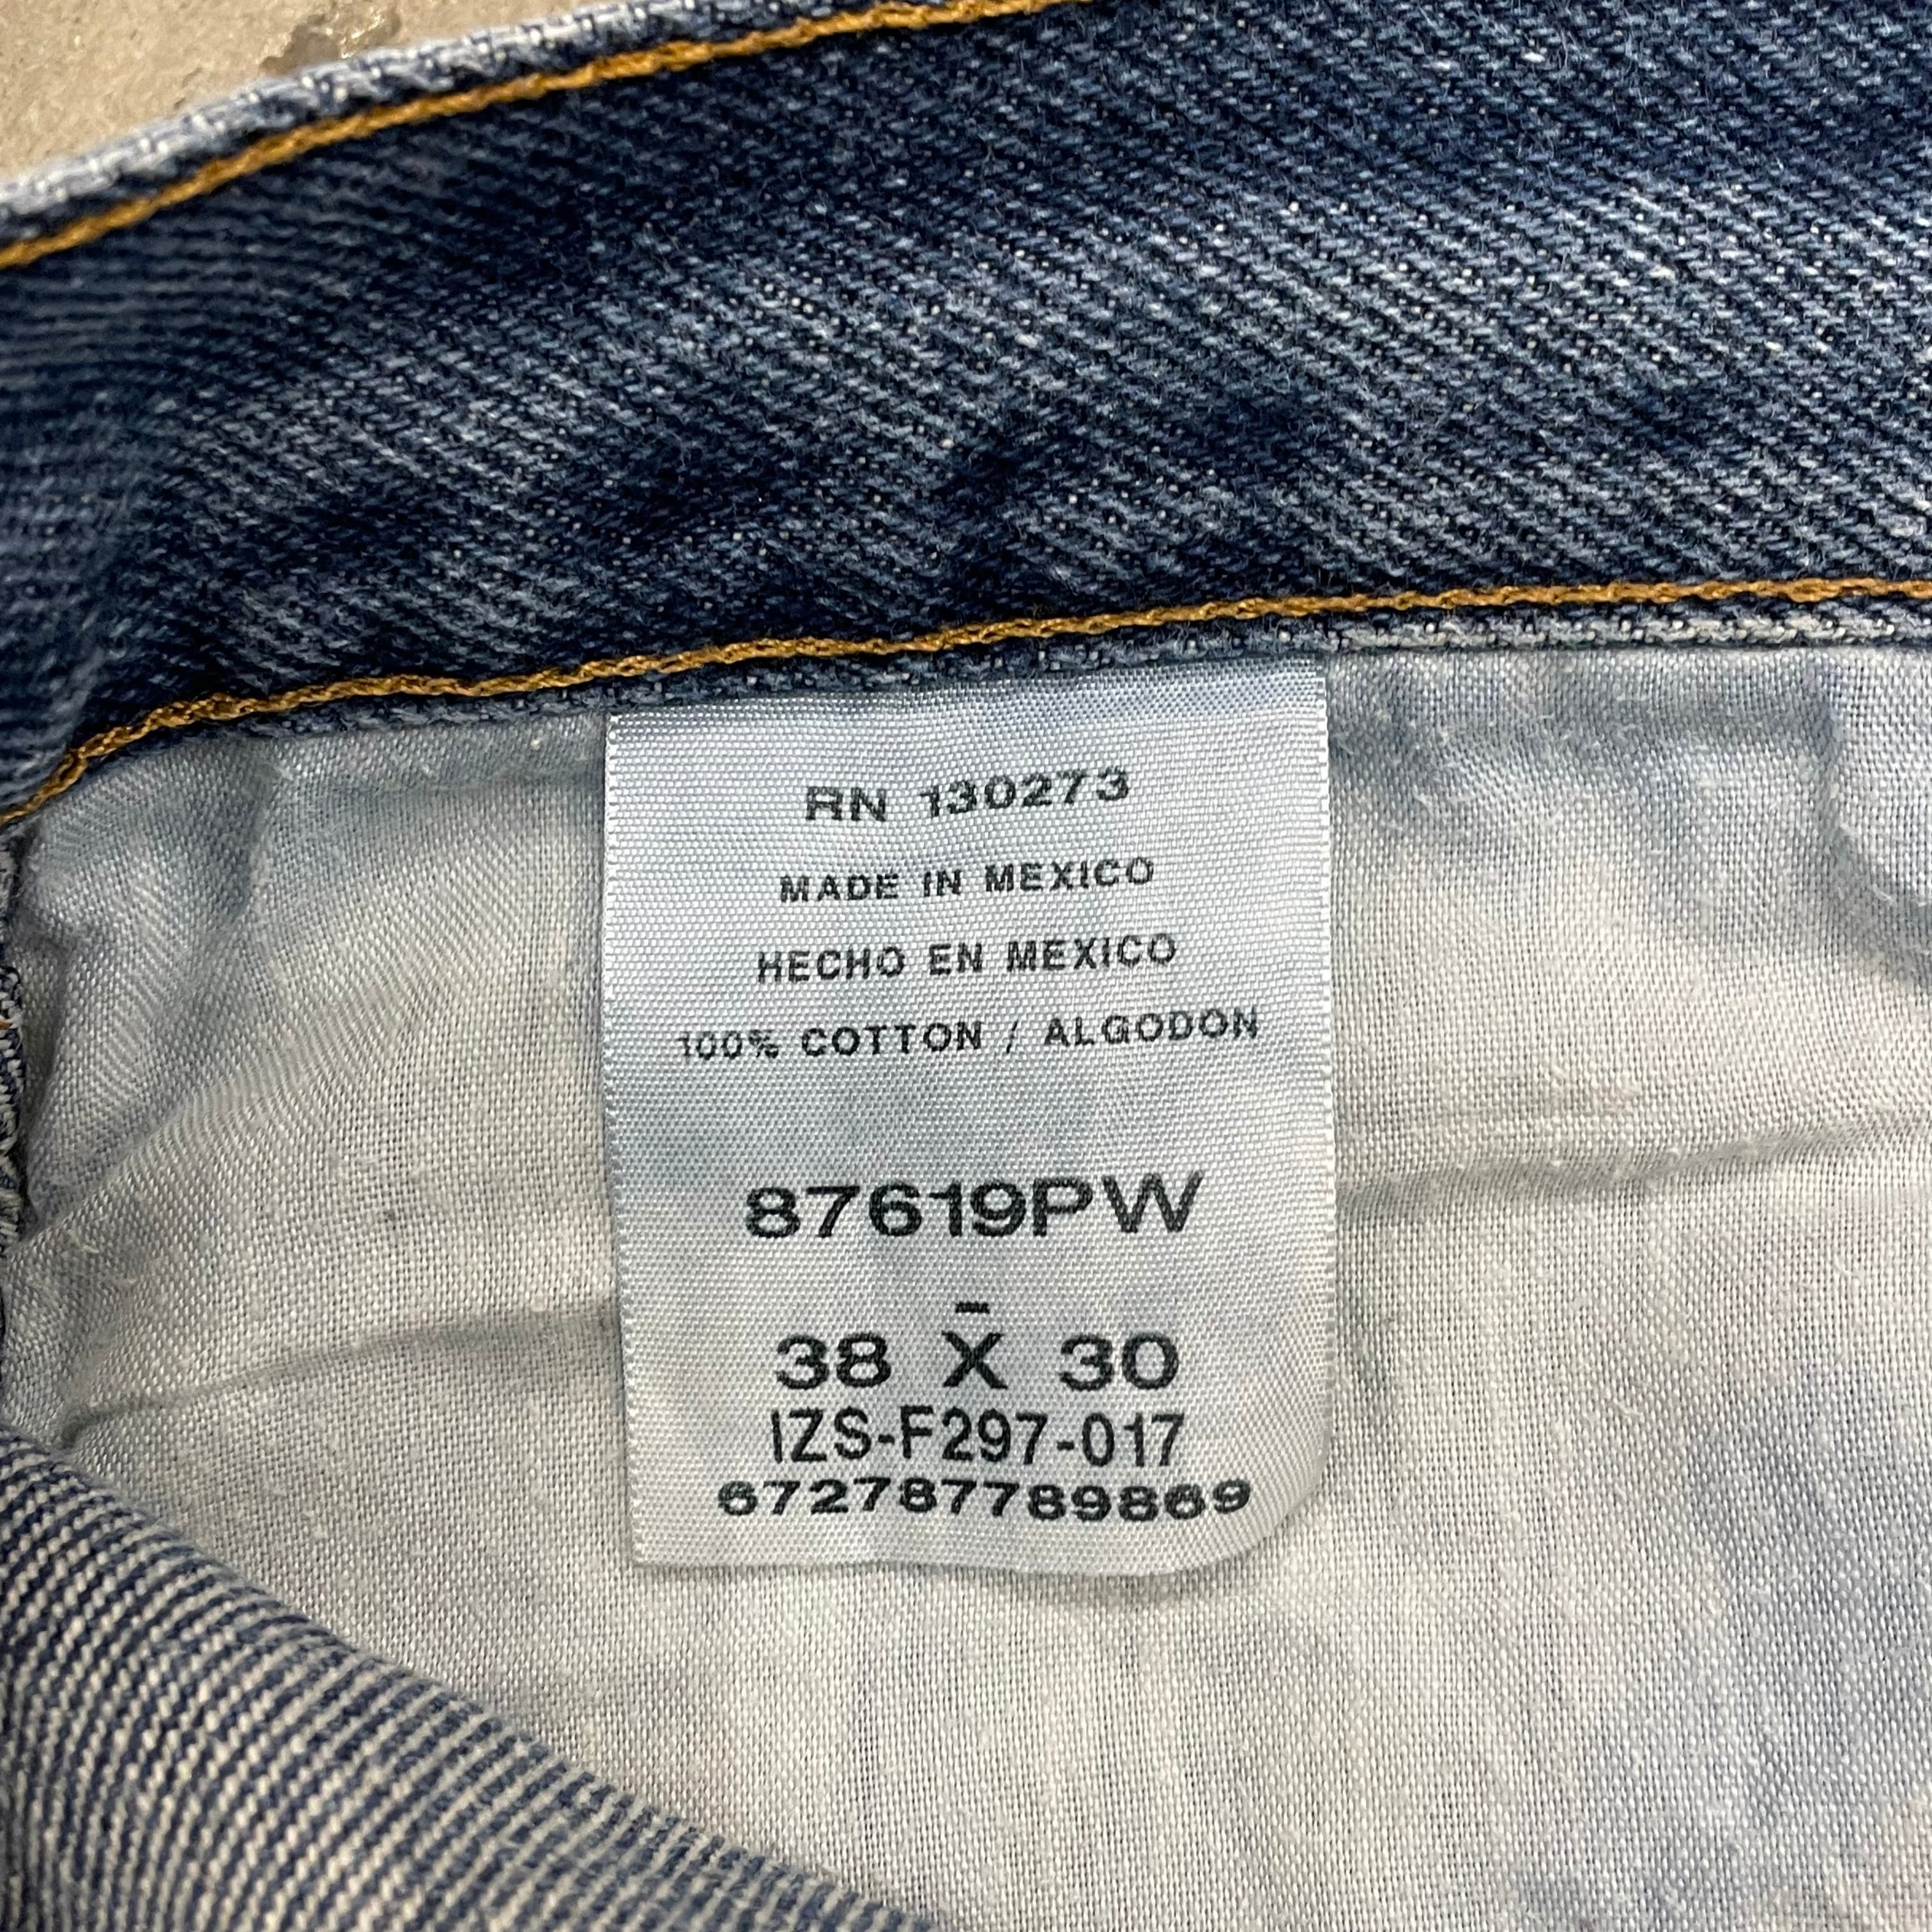 RN 130273
MADE IN MEXICO
HECHO EN MEXICO
100% COTTON / ALGODON
87619PW
-
38 X 30
IZS-F297-017
672787789869